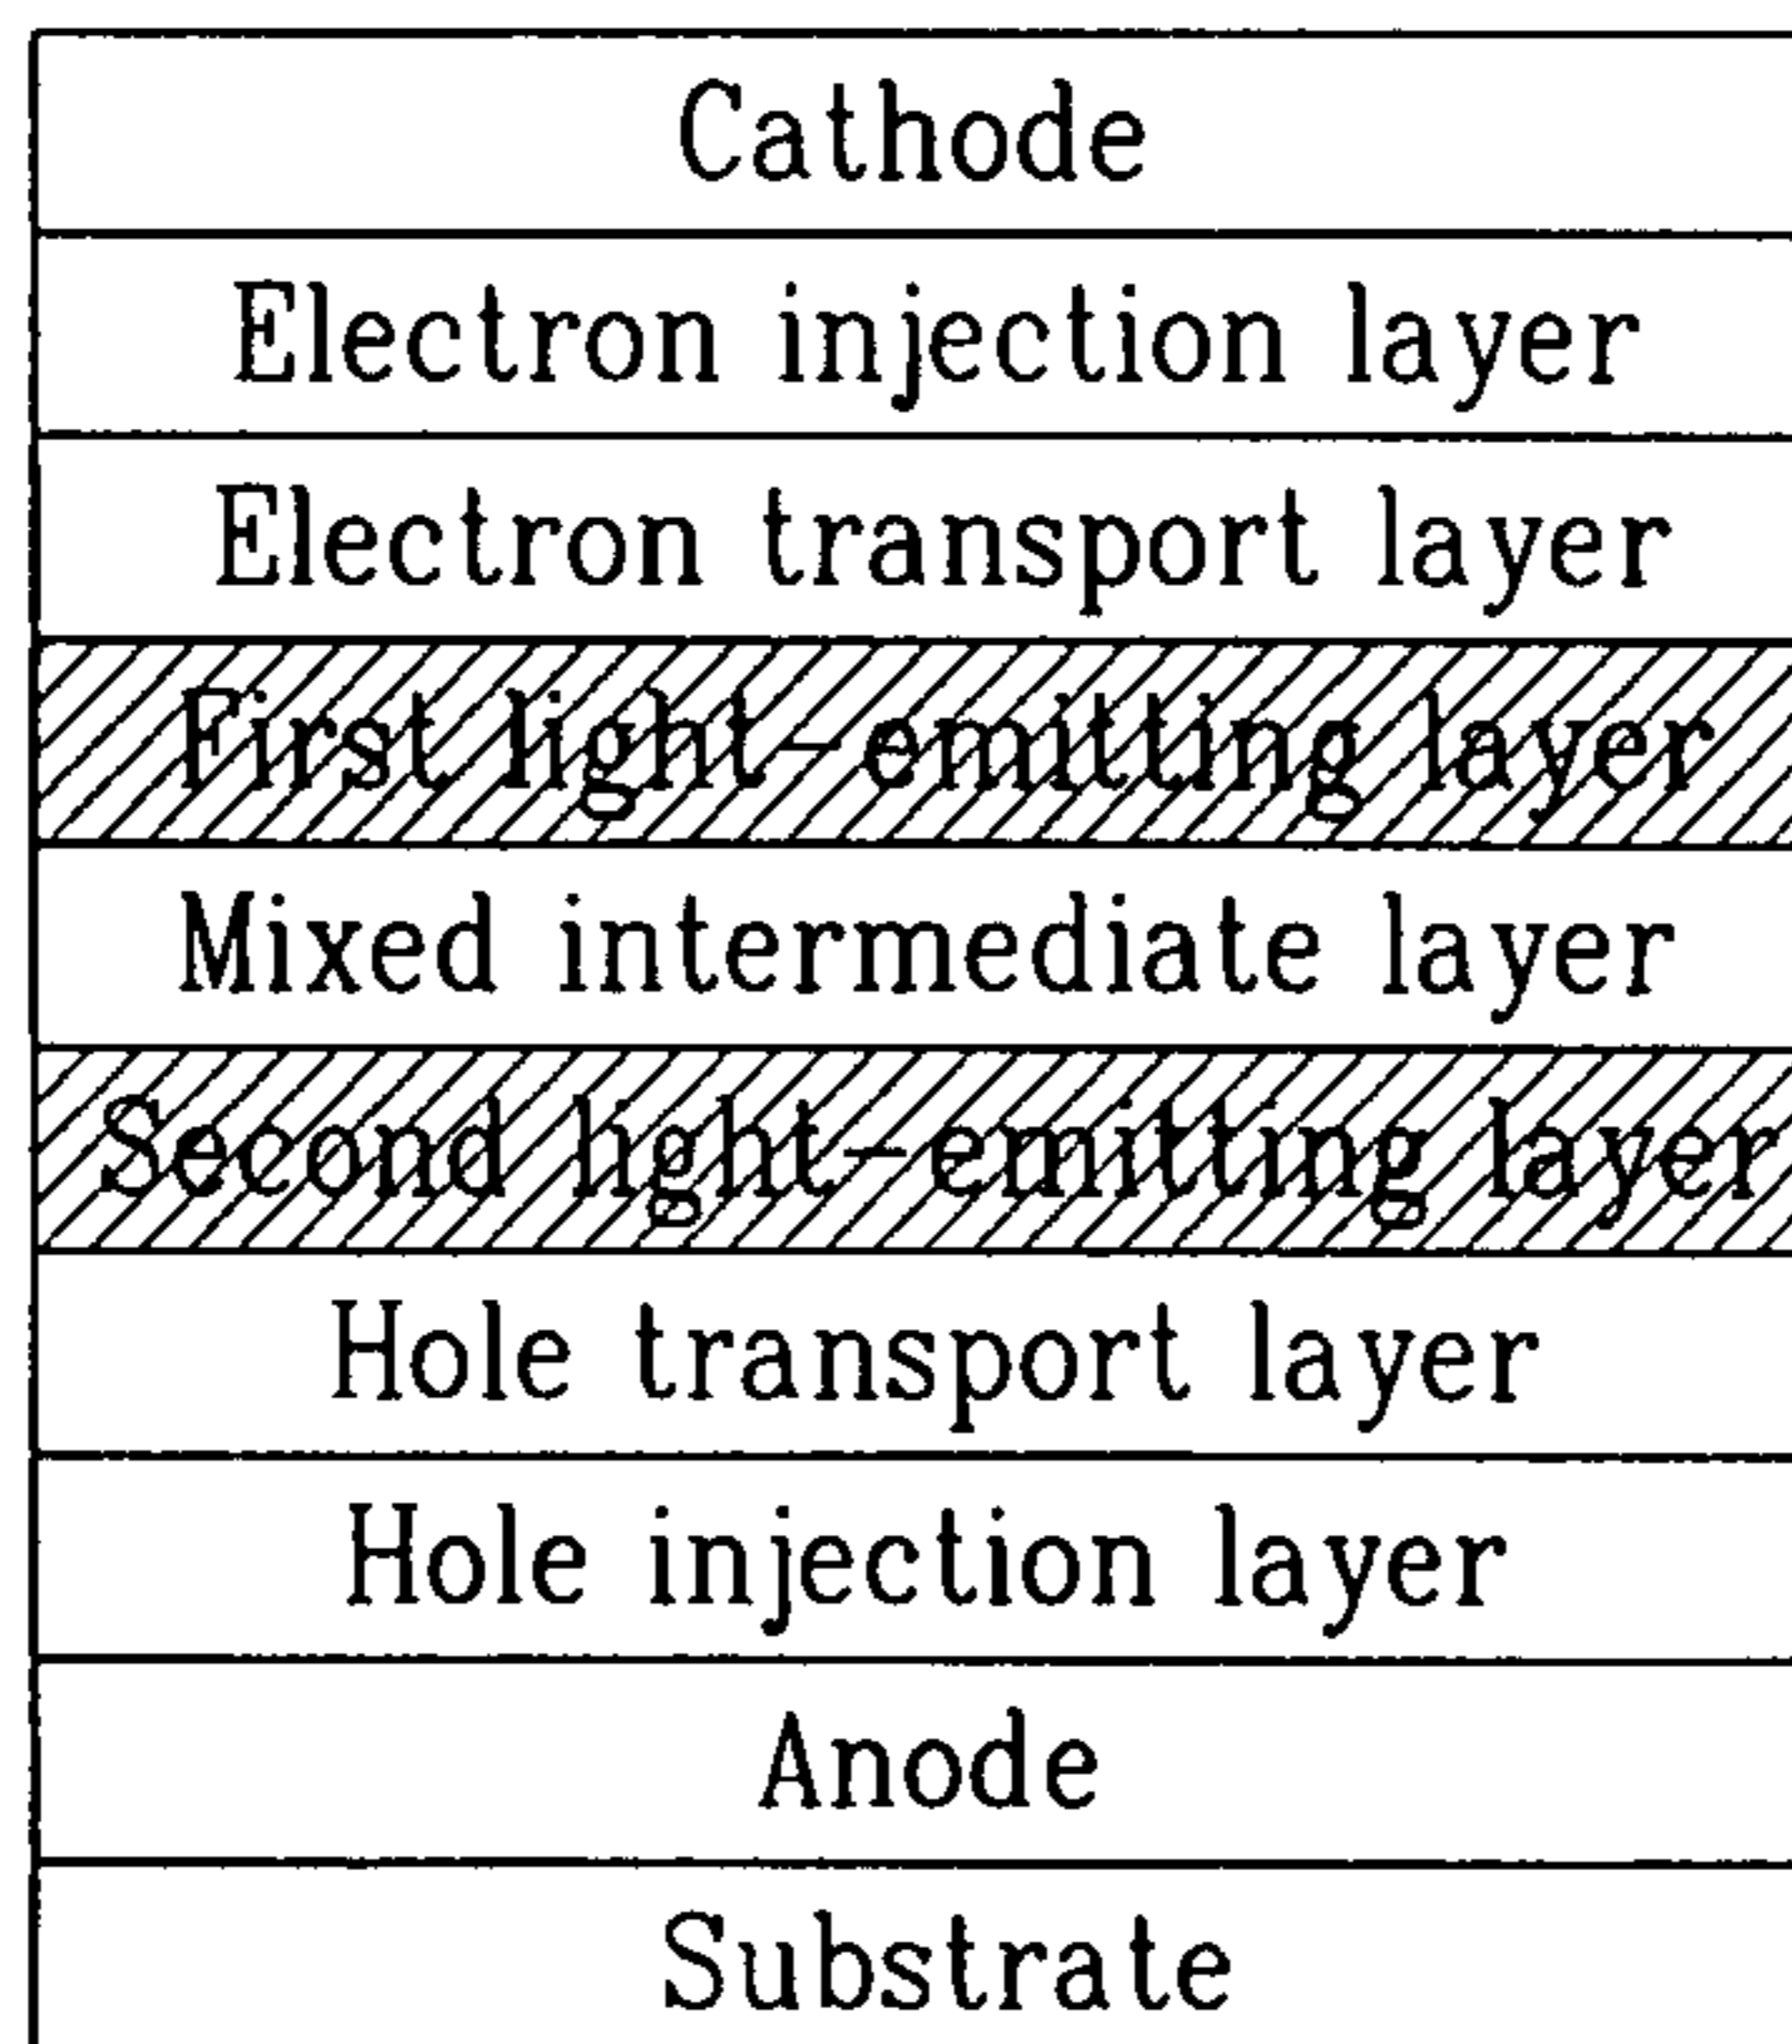 Cathode
Electron injection layer
Electron transport layer
First light-emitting layer
Mixed intermediate layer
Second light-emitting layer
Hole transport layer
Hole injection layer
Anode
Substrate